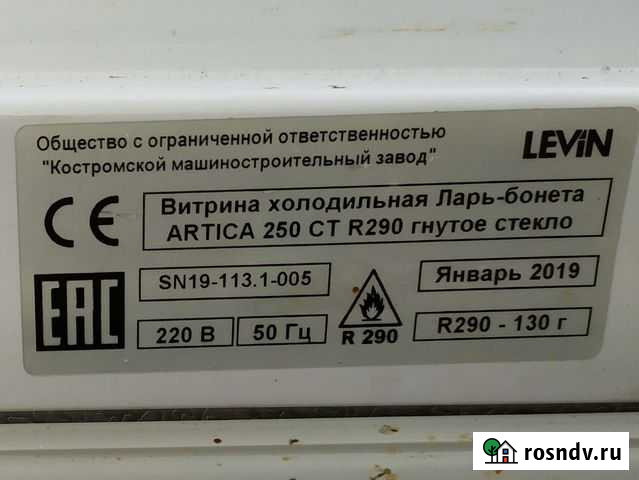 Общество с ограниченной ответственностью
"Костромской машиностроительный завод"
LEVIN
CE
Витрина холодильная Ларь-бонета
ARTICA 250 СТ R290 гнутое стекло
EAC
SN19-113.1-005
Январь 2019
220 В
50 Гц
R 290
R290 - 130 г
rosndv.ru